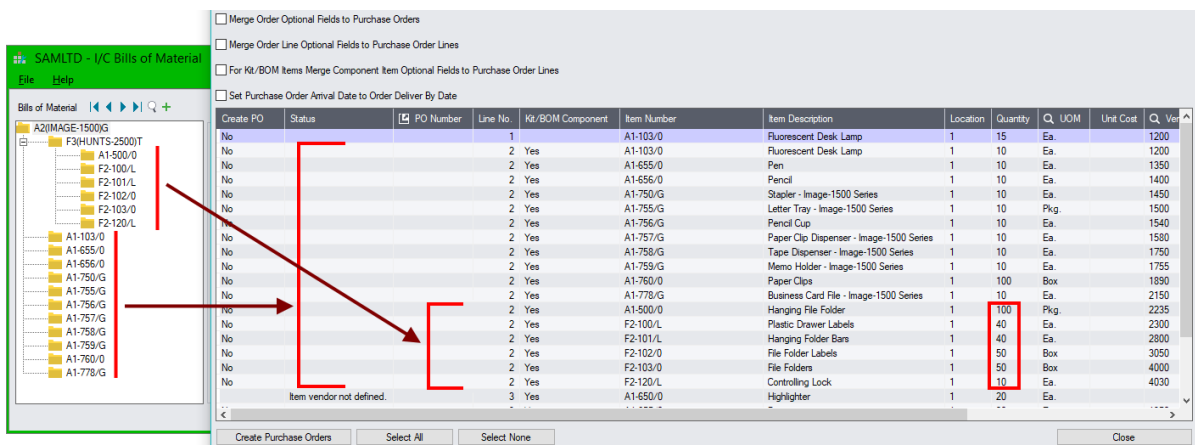 SAMLTD - I/C Bills of Material
File Help
Bills of Material
A2(IMAGE-1500)G
F3(HUNTS-2500)T
A1-500/0
F2-100/L
F2-101/L
F2-102/0
F2-103/0
F2-120/L
A1-103/0
A1-655/0
A1-656/0
A1-750/G
A1-755/G
A1-756/G
A1-757/G
A1-758/G
A1-759/G
A1-760/0
A1-778/G
Merge Order Optional Fields to Purchase Orders
Merge Order Line Optional Fields to Purchase Order Lines
For Kit/BOM Items Merge Component Item Optional Fields to Purchase Order Lines
Set Purchase Order Arrival Date to Order Deliver By Date
Create PO Status PO Number Line No. Kit/BOM Component Item Number Item Description Location Quantity UOM Unit Cost Ver
No 1 A1-103/0 Fluorescent Desk Lamp 1 15 Ea. 1200
No 2 Yes A1-103/0 Fluorescent Desk Lamp 1 10 Ea. 1200
No 2 Yes A1-655/0 Pen 1 10 Ea. 1350
No 2 Yes A1-656/0 Pencil 1 10 Ea. 1400
No 2 Yes A1-750/G Stapler - Image-1500 Series 1 10 Ea. 1450
No 2 Yes A1-755/G Letter Tray - Image-1500 Series 1 10 Pkg. 1500
No 2 Yes A1-756/G Pencil Cup 1 10 Ea. 1540
No 2 Yes A1-757/G Paper Clip Dispenser - Image-1500 Series 1 10 Ea. 1580
No 2 Yes A1-758/G Tape Dispenser - Image-1500 Series 1 10 Ea. 1750
No 2 Yes A1-759/G Memo Holder - Image-1500 Series 1 10 Ea. 1755
No 2 Yes A1-760/0 Paper Clips 1 100 Box 1890
No 2 Yes A1-778/G Business Card File - Image-1500 Series 1 10 Ea. 2150
No 2 Yes A1-500/0 Hanging File Folder 1 100 Pkg. 2235
No 2 Yes F2-100/L Plastic Drawer Labels 1 40 Ea. 2300
No 2 Yes F2-101/L Hanging Folder Bars 1 40 Ea. 2800
No 2 Yes F2-102/0 File Folder Labels 1 50 Box 3050
No 2 Yes F2-103/0 File Folders 1 50 Box 4000
No 2 Yes F2-120/L Controlling Lock 1 10 Ea. 4030
Item vendor not defined. 3 Yes A1-650/0 Highlighter 1 20 Ea.
Create Purchase Orders Select All Select None Close